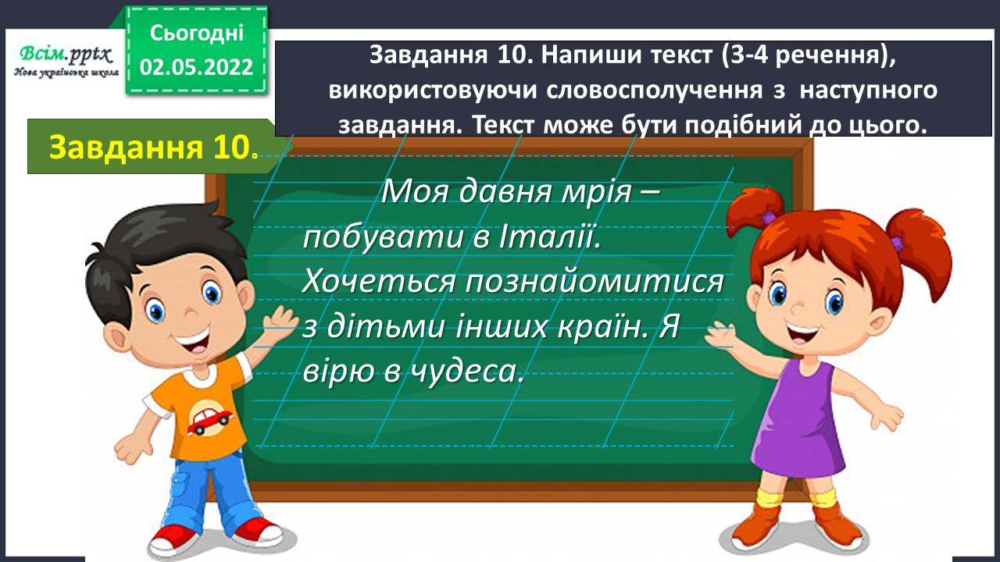 Всім.pptx
Нова українська школа
Сьогодні
02.05.2022
Завдання 10. Напиши текст (3-4 речення),
використовуючи словосполучення з наступного
завдання. Текст може бути подібний до цього.
Завдання 10.
Моя давня мрія –
побувати в Італії.
Хочеться познайомитися
з дітьми інших країн. Я
вірю в чудеса.